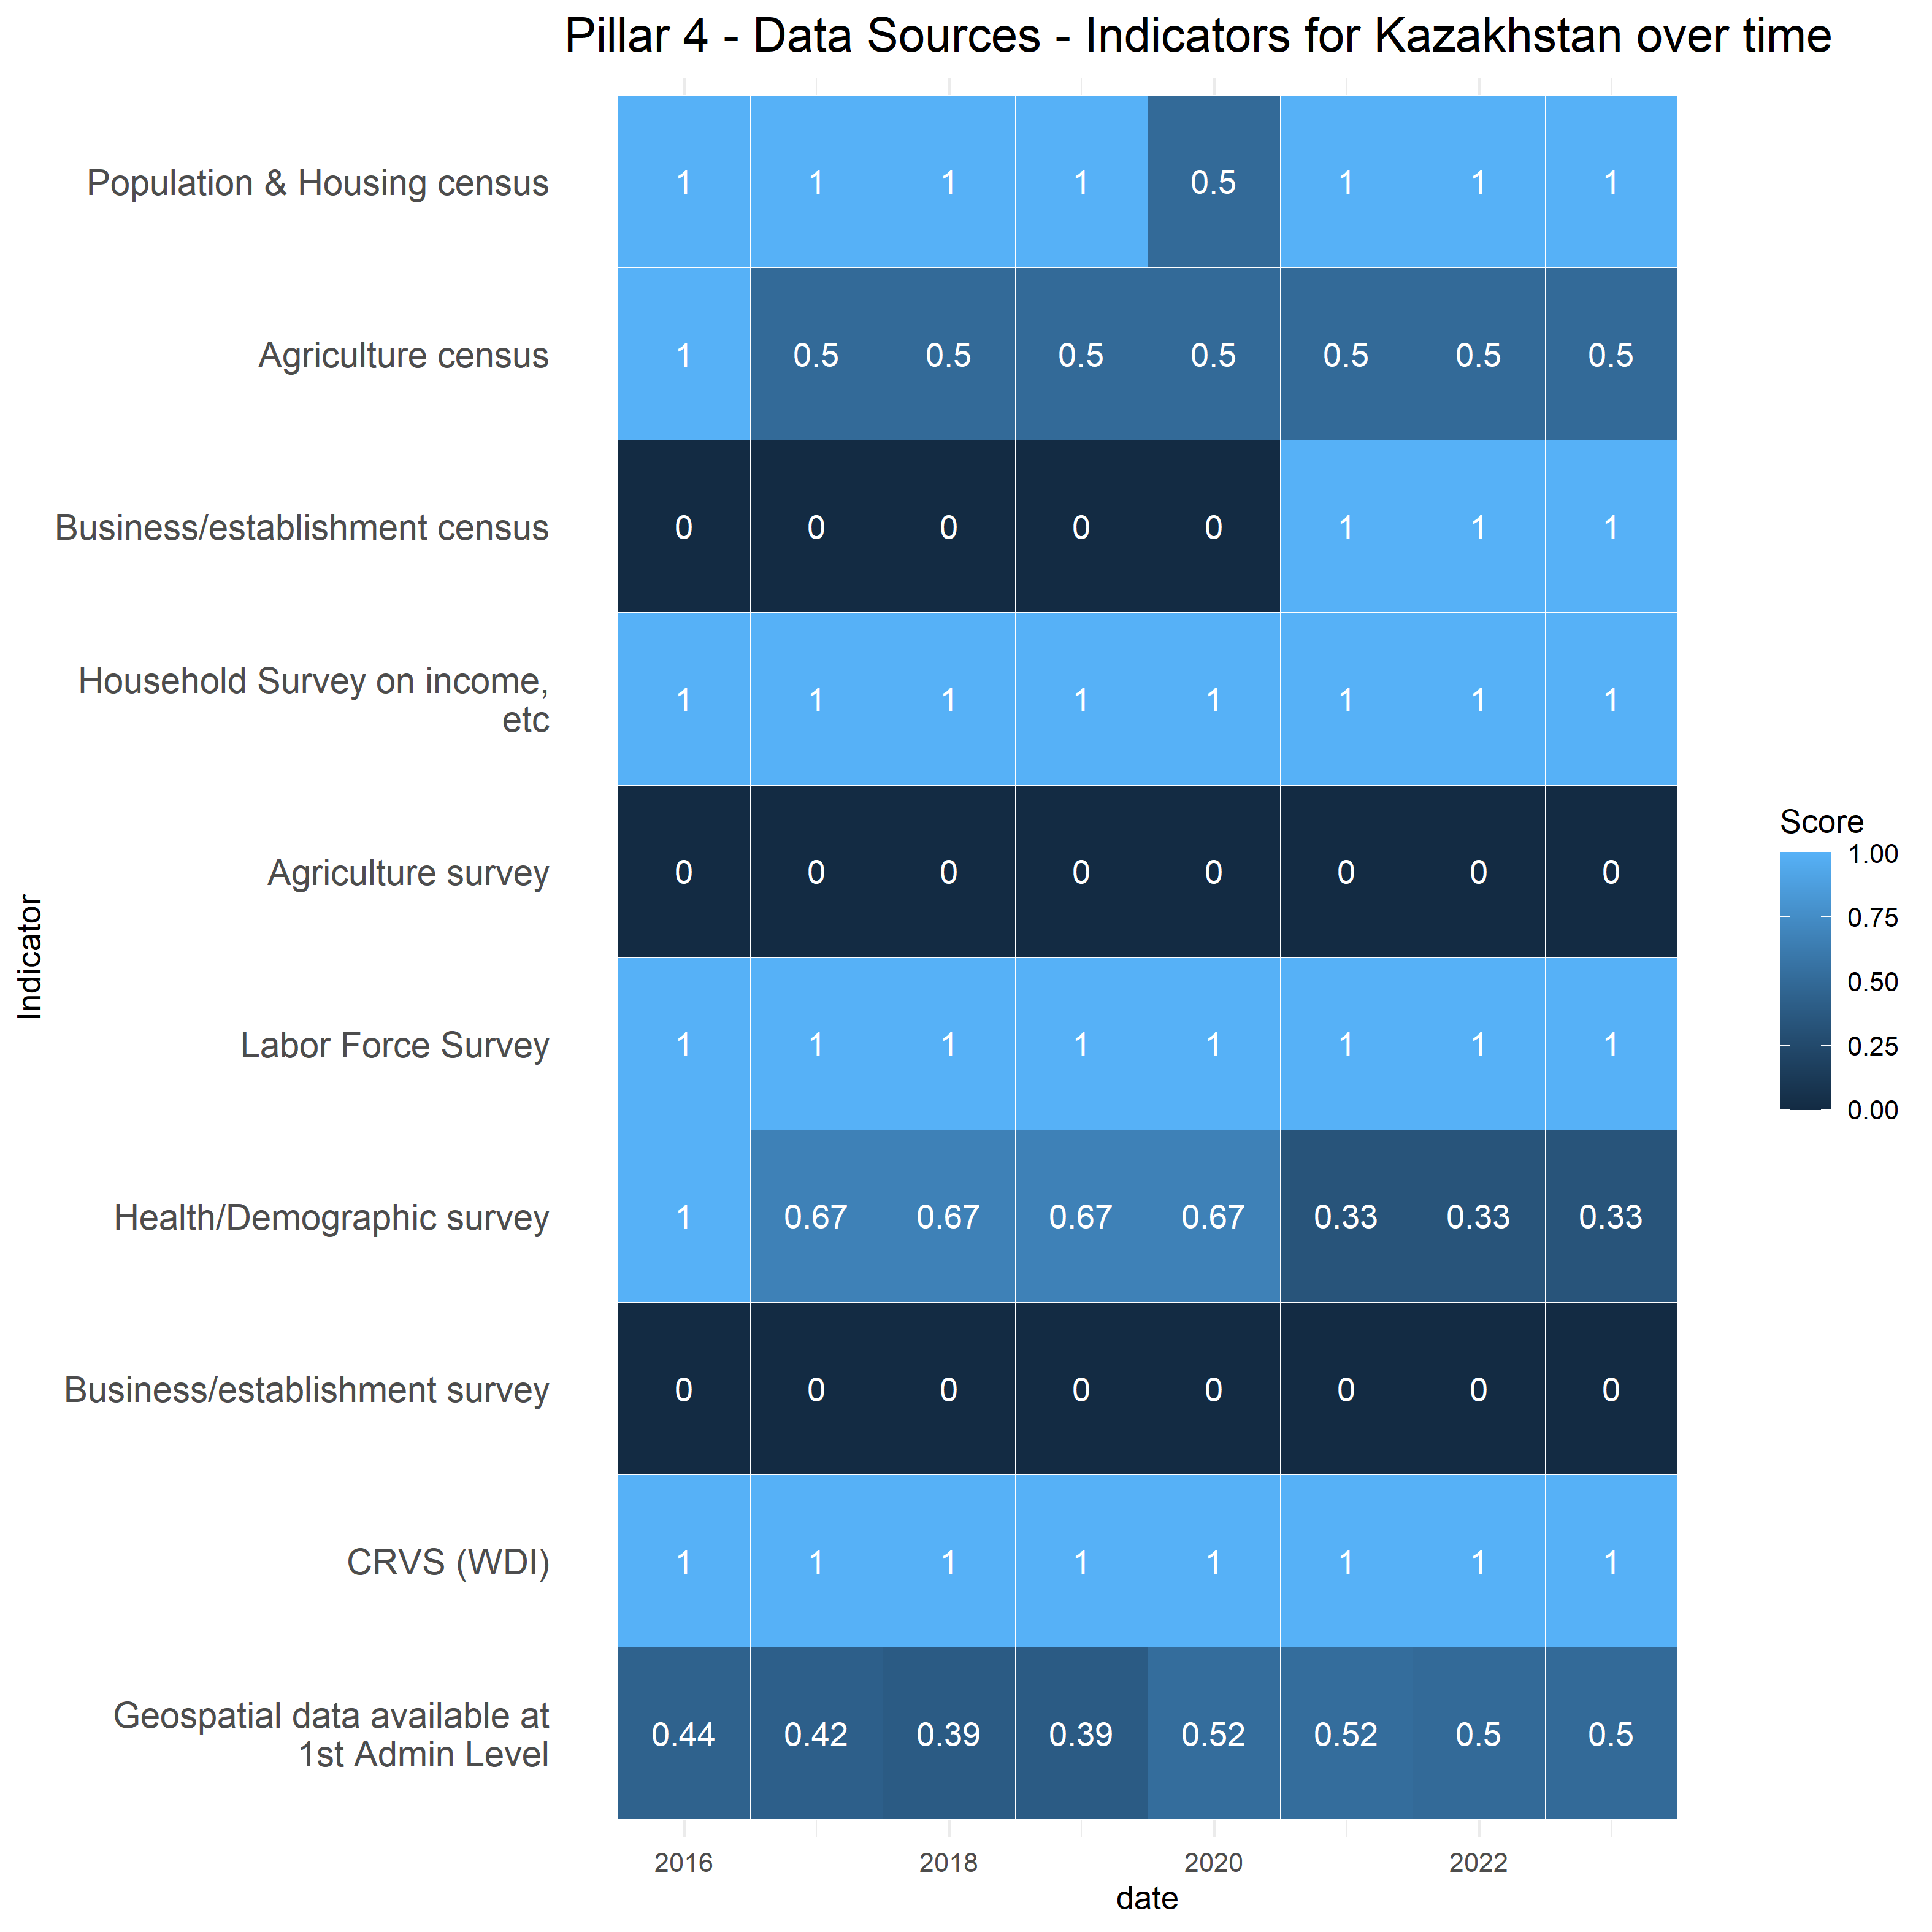 Pillar 4 - Data Sources - Indicators for Kazakhstan over time
Population & Housing census
1 1 1 1 0.5 1 1 1
Agriculture census
1 0.5 0.5 0.5 0.5 0.5 0.5 0.5
Business/establishment census
0 0 0 0 0 1 1 1
Household Survey on income,
etc
1 1 1 1 1 1 1 1
Agriculture survey
0 0 0 0 0 0 0 0
Labor Force Survey
1 1 1 1 1 1 1 1
Health/Demographic survey
1 0.67 0.67 0.67 0.67 0.33 0.33 0.33
Business/establishment survey
0 0 0 0 0 0 0 0
CRVS (WDI)
1 1 1 1 1 1 1 1
Geospatial data available at
1st Admin Level
0.44 0.42 0.39 0.39 0.52 0.52 0.5 0.5
2016 2018 2020 2022
date
Indicator
Score
1.00
0.75
0.50
0.25
0.00